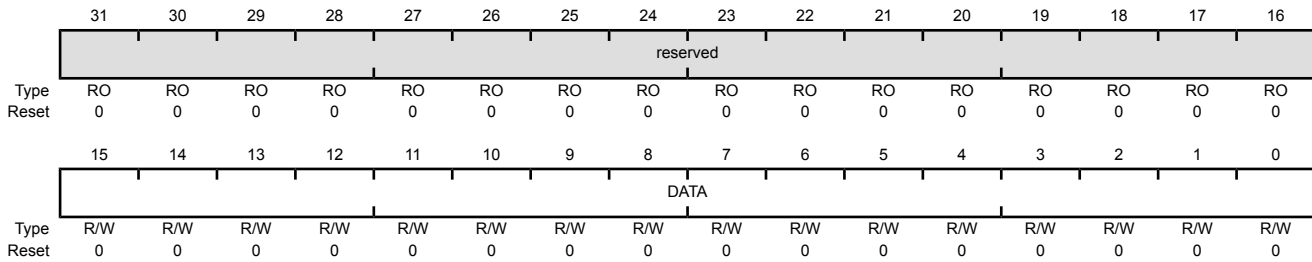 31 30 29 28 27 26 25 24 23 22 21 20 19 18 17 16
reserved
Type RO RO RO RO RO RO RO RO RO RO RO RO RO RO RO RO
Reset 0 0 0 0 0 0 0 0 0 0 0 0 0 0 0 0
15 14 13 12 11 10 9 8 7 6 5 4 3 2 1 0
DATA
Type R/W R/W R/W R/W R/W R/W R/W R/W R/W R/W R/W R/W R/W R/W R/W R/W
Reset 0 0 0 0 0 0 0 0 0 0 0 0 0 0 0 0